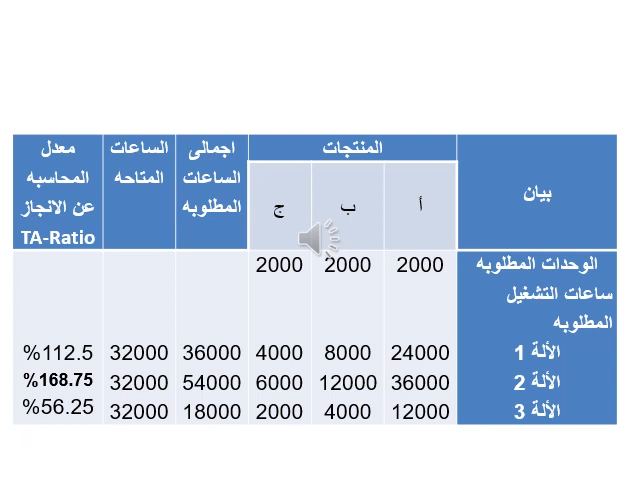 بيان
المنتجات
اجمالى الساعات المطلوبه
الساعات المتاحه
معدل المحاسبه عن الانجاز TA-Ratio
أ ب ج
الوحدات المطلوبه 2000 2000 2000
ساعات التشغيل
المطلوبه
الألة 1 24000 8000 4000 36000 32000 %112.5
الألة 2 36000 12000 6000 54000 32000 %168.75
الألة 3 12000 4000 2000 18000 32000 %56.25